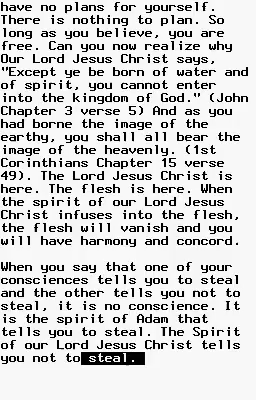 have no plans for yourself.
There is nothing to plan. So
long as you believe, you are
free. Can you now realize why
Our Lord Jesus Christ says,
"Except ye be born of water and
of spirit, you cannot enter
into the kingdom of God." (John
Chapter 3 verse 5) And as you
had borne the image of the
earthy, you shall all bear the
image of the heavenly. (1st
Corinthians Chapter 15 verse
49). The Lord Jesus Christ is
here. The flesh is here. When
the spirit of our Lord Jesus
Christ infuses into the flesh,
the flesh will vanish and you
will have harmony and concord.
When you say that one of your
consciences tells you to steal
and the other tells you not to
steal, it is no conscience. It
is the spirit of Adam that
tells you to steal. The Spirit
of our Lord Jesus Christ tells
you not to steal.